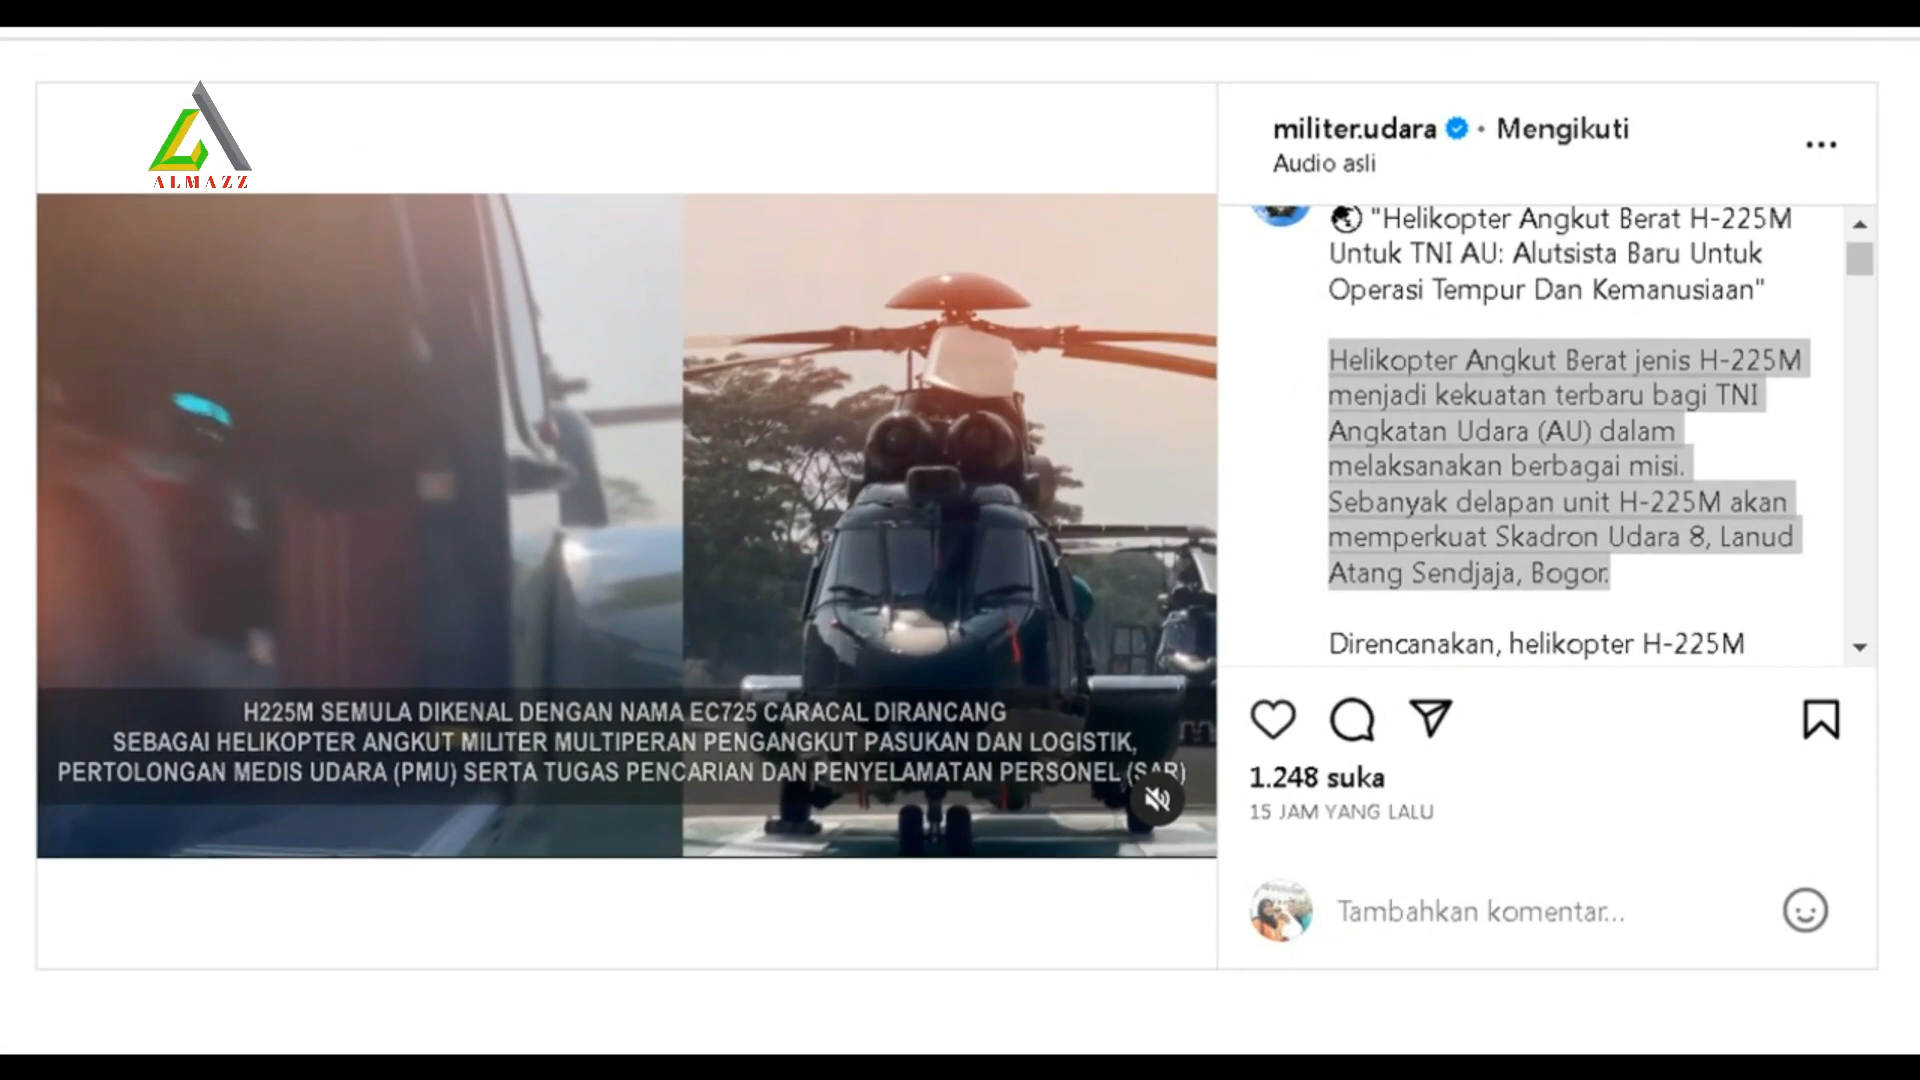 ALMAZZ
militer.udara • Mengikuti
Audio asli
"Helikopter Angkut Berat H-225M
Untuk TNI AU: Alutsista Baru Untuk
Operasi Tempur Dan Kemanusiaan"
Helikopter Angkut Berat jenis H-225M
menjadi kekuatan terbaru bagi TNI
Angkatan Udara (AU) dalam
melaksanakan berbagai misi.
Sebanyak delapan unit H-225M akan
memperkuat Skadron Udara 8, Lanud
Atang Sendjaja, Bogor.
Direncanakan, helikopter H-225M
H225M SEMULA DIKENAL DENGAN NAMA EC725 CARACAL DIRANCANG
SEBAGAI HELIKOPTER ANGKUT MILITER MULTIPERAN PENGANGKUT PASUKAN DAN LOGISTIK,
PERTOLONGAN MEDIS UDARA (PMU) SERTA TUGAS PENCARIAN DAN PENYELAMATAN PERSONEL (SAR)
1.248 suka
15 JAM YANG LALU
Tambahkan komentar...